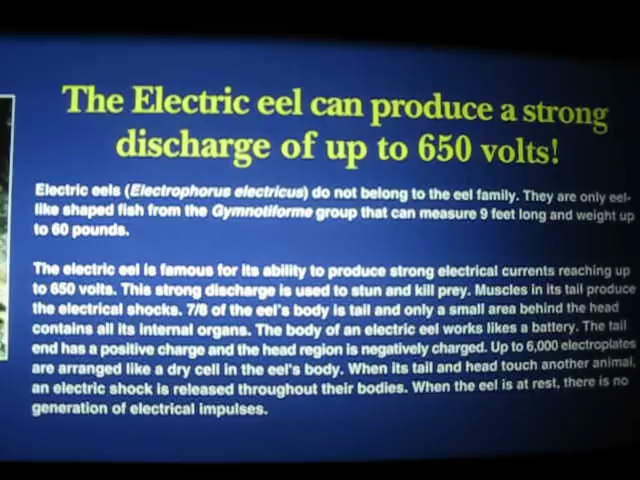 The Electric eel can produce a strong
discharge of up to 650 volts!
Electric eels (Electrophorus electricus) do not belong to the eel family. They are only eel-
like shaped fish from the Gymnotiforme group that can measure 9 feet long and weight up
to 60 pounds.
The electric eel is famous for its ability to produce strong electrical currents reaching up
to 650 volts. This strong discharge is used to stun and kill prey. Muscles in its tail produce
the electrical shocks. 7/8 of the eel's body is tail and only a small area behind the head
contains all its internal organs. The body of an electric eel works likes a battery. The tail
end has a positive charge and the head region is negatively charged. Up to 6,000 electroplates
are arranged like a dry cell in the eel's body. When its tail and head touch another animal,
an electric shock is released throughout their bodies. When the eel is at rest, there is no
generation of electrical impulses.